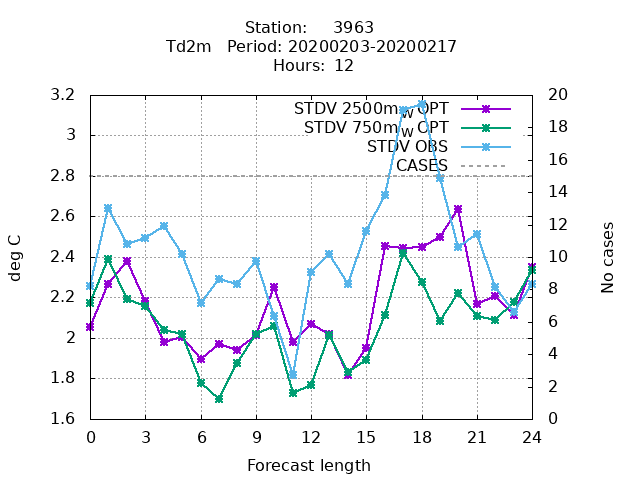 Station: 3963
Td2m Period: 20200203-20200217
Hours: 12
STDV 2500m_W OPT
STDV 750m_W OPT
STDV OBS
CASES
deg C
3.2
3
2.8
2.6
2.4
2.2
2
1.8
1.6
No cases
20
18
16
14
12
10
8
6
4
2
0
0 3 6 9 12 15 18 21 24
Forecast length